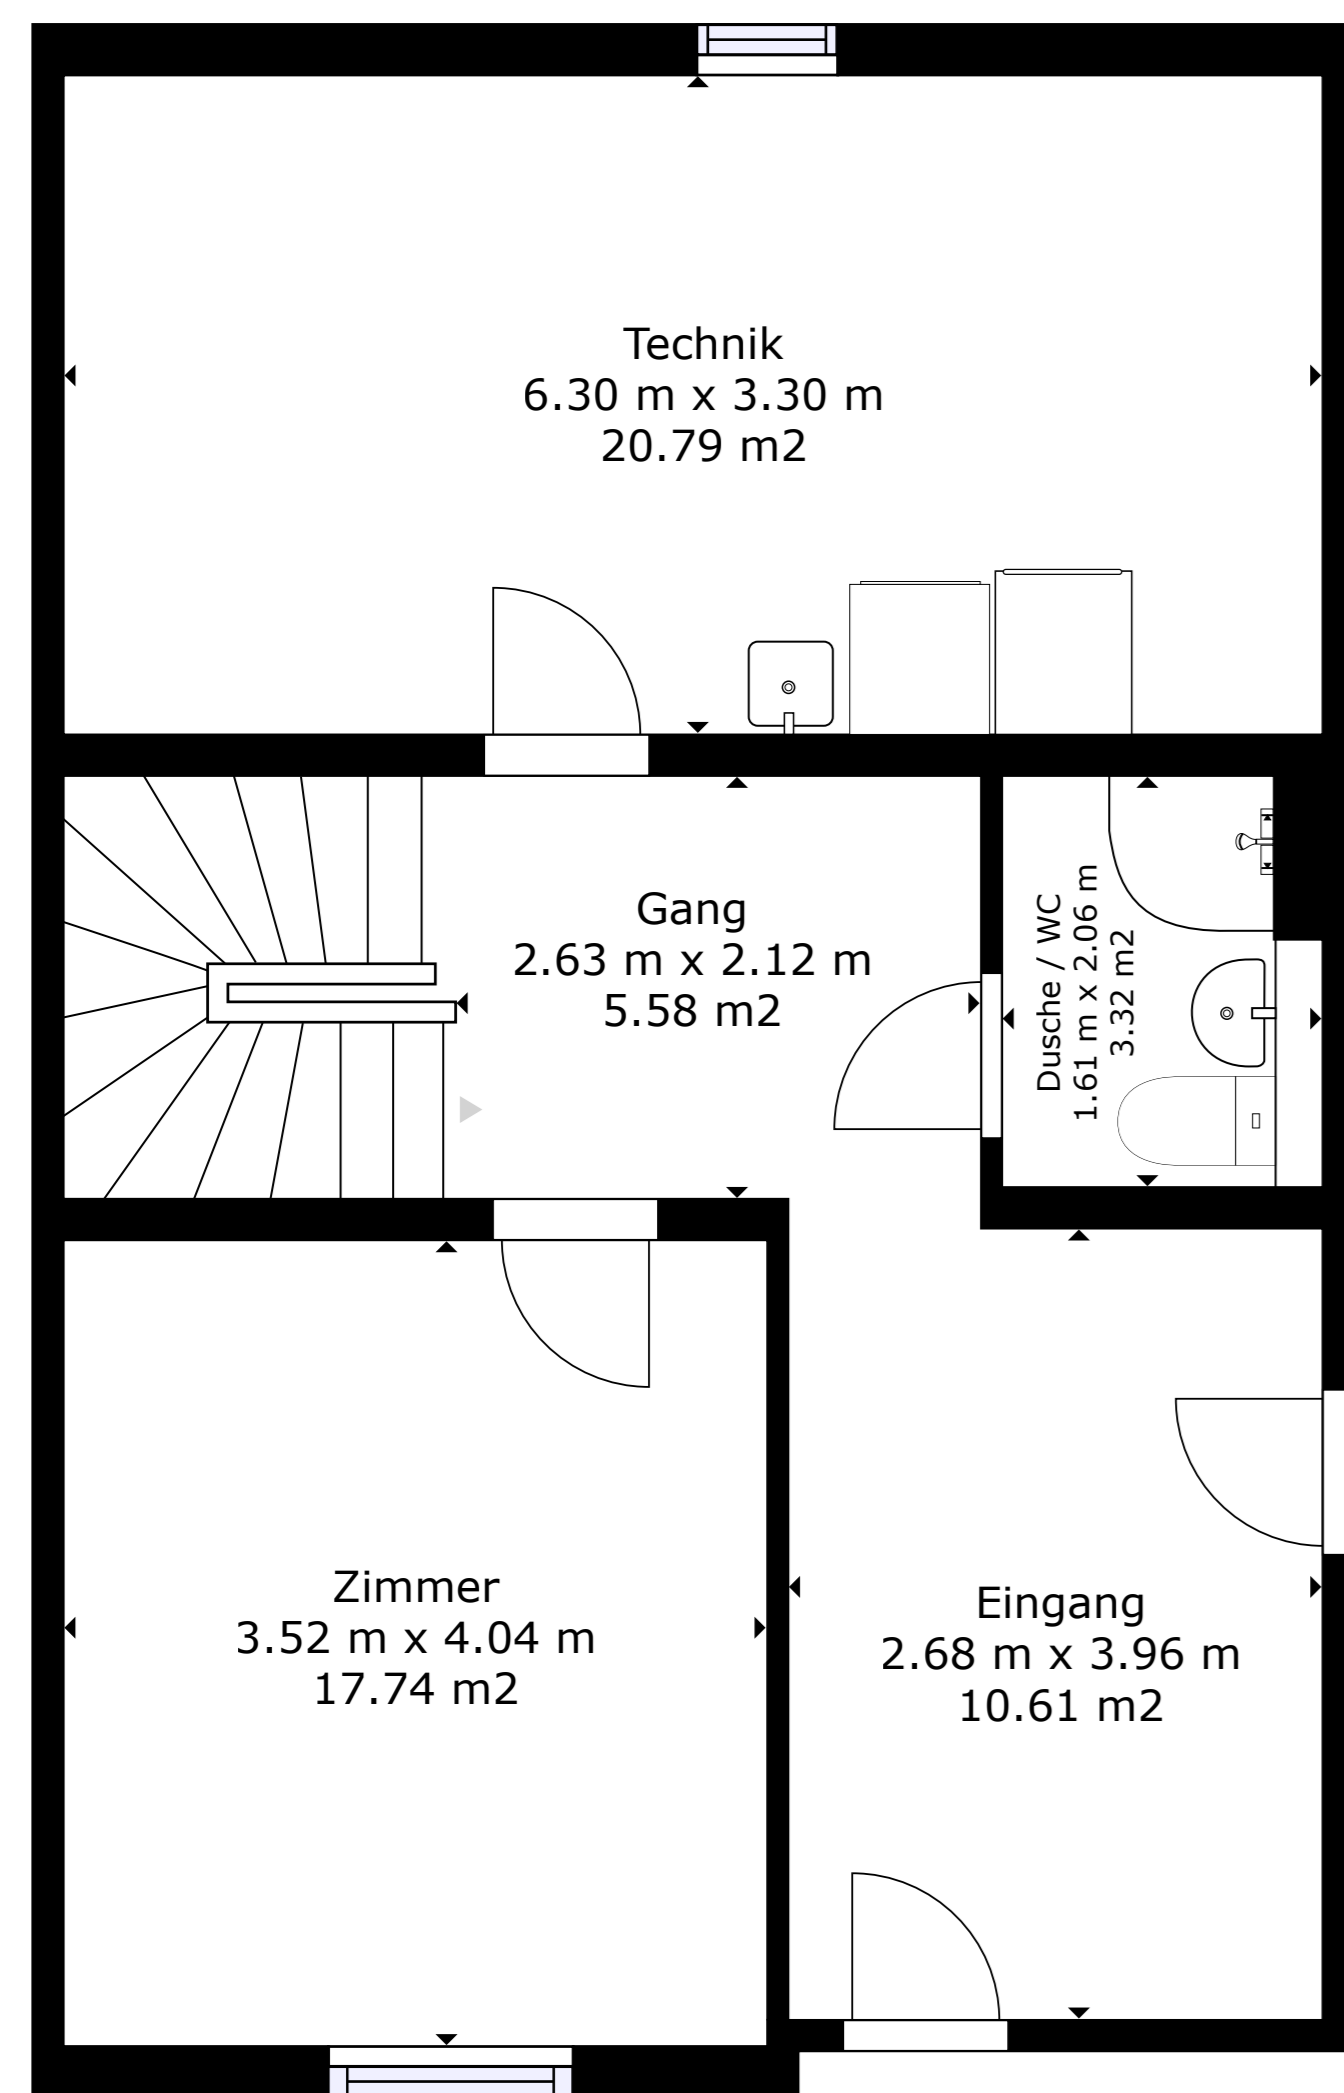 Technik
6.30 m x 3.30 m
20.79 m2
Gang
2.63 m x 2.12 m
5.58 m2
Dusche / WC
1.61 m x 2.06 m
3.32 m2
Zimmer
3.52 m x 4.04 m
17.74 m2
Eingang
2.68 m x 3.96 m
10.61 m2